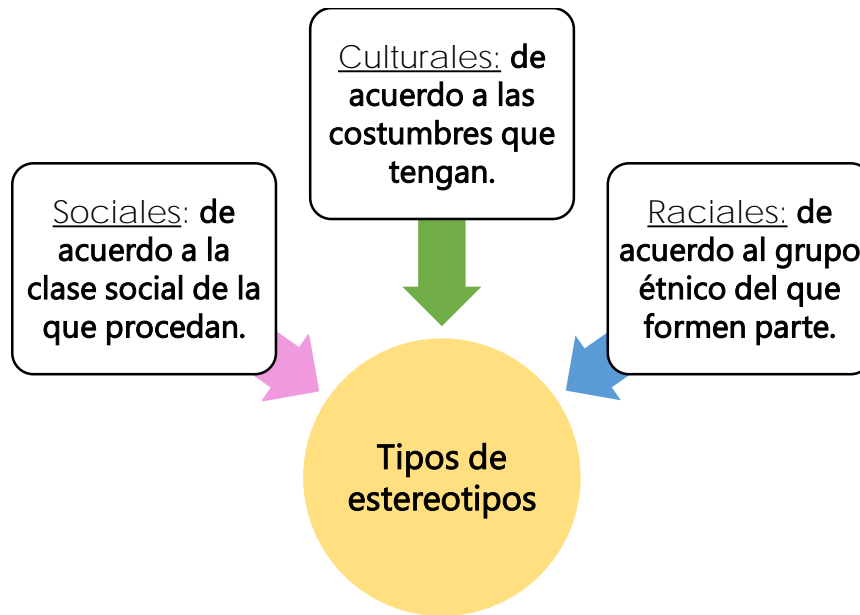 Culturales: de
acuerdo a las
costumbres que
tengan.
Sociales: de
acuerdo a la
clase social de la
que procedan.
Raciales: de
acuerdo al grupo
étnico del que
formen parte.
Tipos de
estereotipos